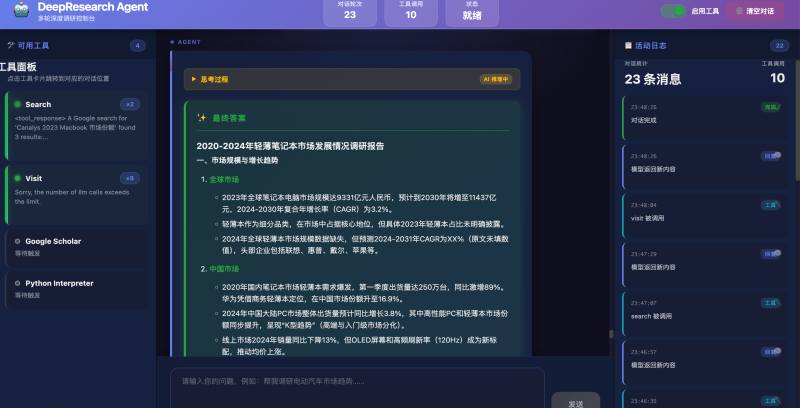 DeepResearch Agent
多轮深度调研控制台
对话轮次
23
工具调用
10
状态
就绪
启用工具
清空对话
可用工具
4
工具面板
点击工具卡片跳转到对应的对话位置
Search
×2
<tool_response> A Google search for
'Canalys 2023 Macbook 市场份额' found
3 results:...
Visit
×8
Sorry, the number of llm calls exceeds
the limit.
Google Scholar
等待触发
Python Interpreter
等待触发
AGENT
思考过程
AI 推理中
最终答案
2020-2024年轻薄笔记本市场发展情况调研报告
一、市场规模与增长趋势
1. 全球市场
2023年全球笔记本电脑市场规模达9331亿元人民币，预计到2030年将增至11437亿
元，2024-2030年复合年增长率（CAGR）为3.2%。
轻薄本作为细分品类，在市场中占据核心地位，但具体2023年轻薄本占比未明确披露。
2024年全球轻薄本市场规模数据缺失，但预测2024-2031年CAGR为XX%（原文未填数
值），头部企业包括联想、惠普、戴尔、苹果等。
2. 中国市场
2020年国内笔记本市场轻薄本需求爆发，第一季度出货量达250万台，同比激增89%。
华为凭借商务轻薄本定位，在中国市场份额升至16.9%。
2024年中国大陆PC市场整体出货量预计同比增长3.8%，其中高性能PC和轻薄本市场份
额同步提升，呈现"K型趋势"（高端与入门级市场分化）。
线上市场2024年销量同比下降13%，但OLED屏幕和高频刷新率（120Hz）成为新标
配，推动均价上涨。
请输入你的问题，例如：帮我调研电动汽车市场趋势……
发送
活动日志
22
对话统计
23 条消息
工具调用
10
23:48:26
完成
对话完成
23:48:26
模型返回新内容
23:48:04
工具
visit 被调用
23:47:29
模型返回新内容
23:47:07
工具
search 被调用
23:46:57
模型返回新内容
23:46:35
工具